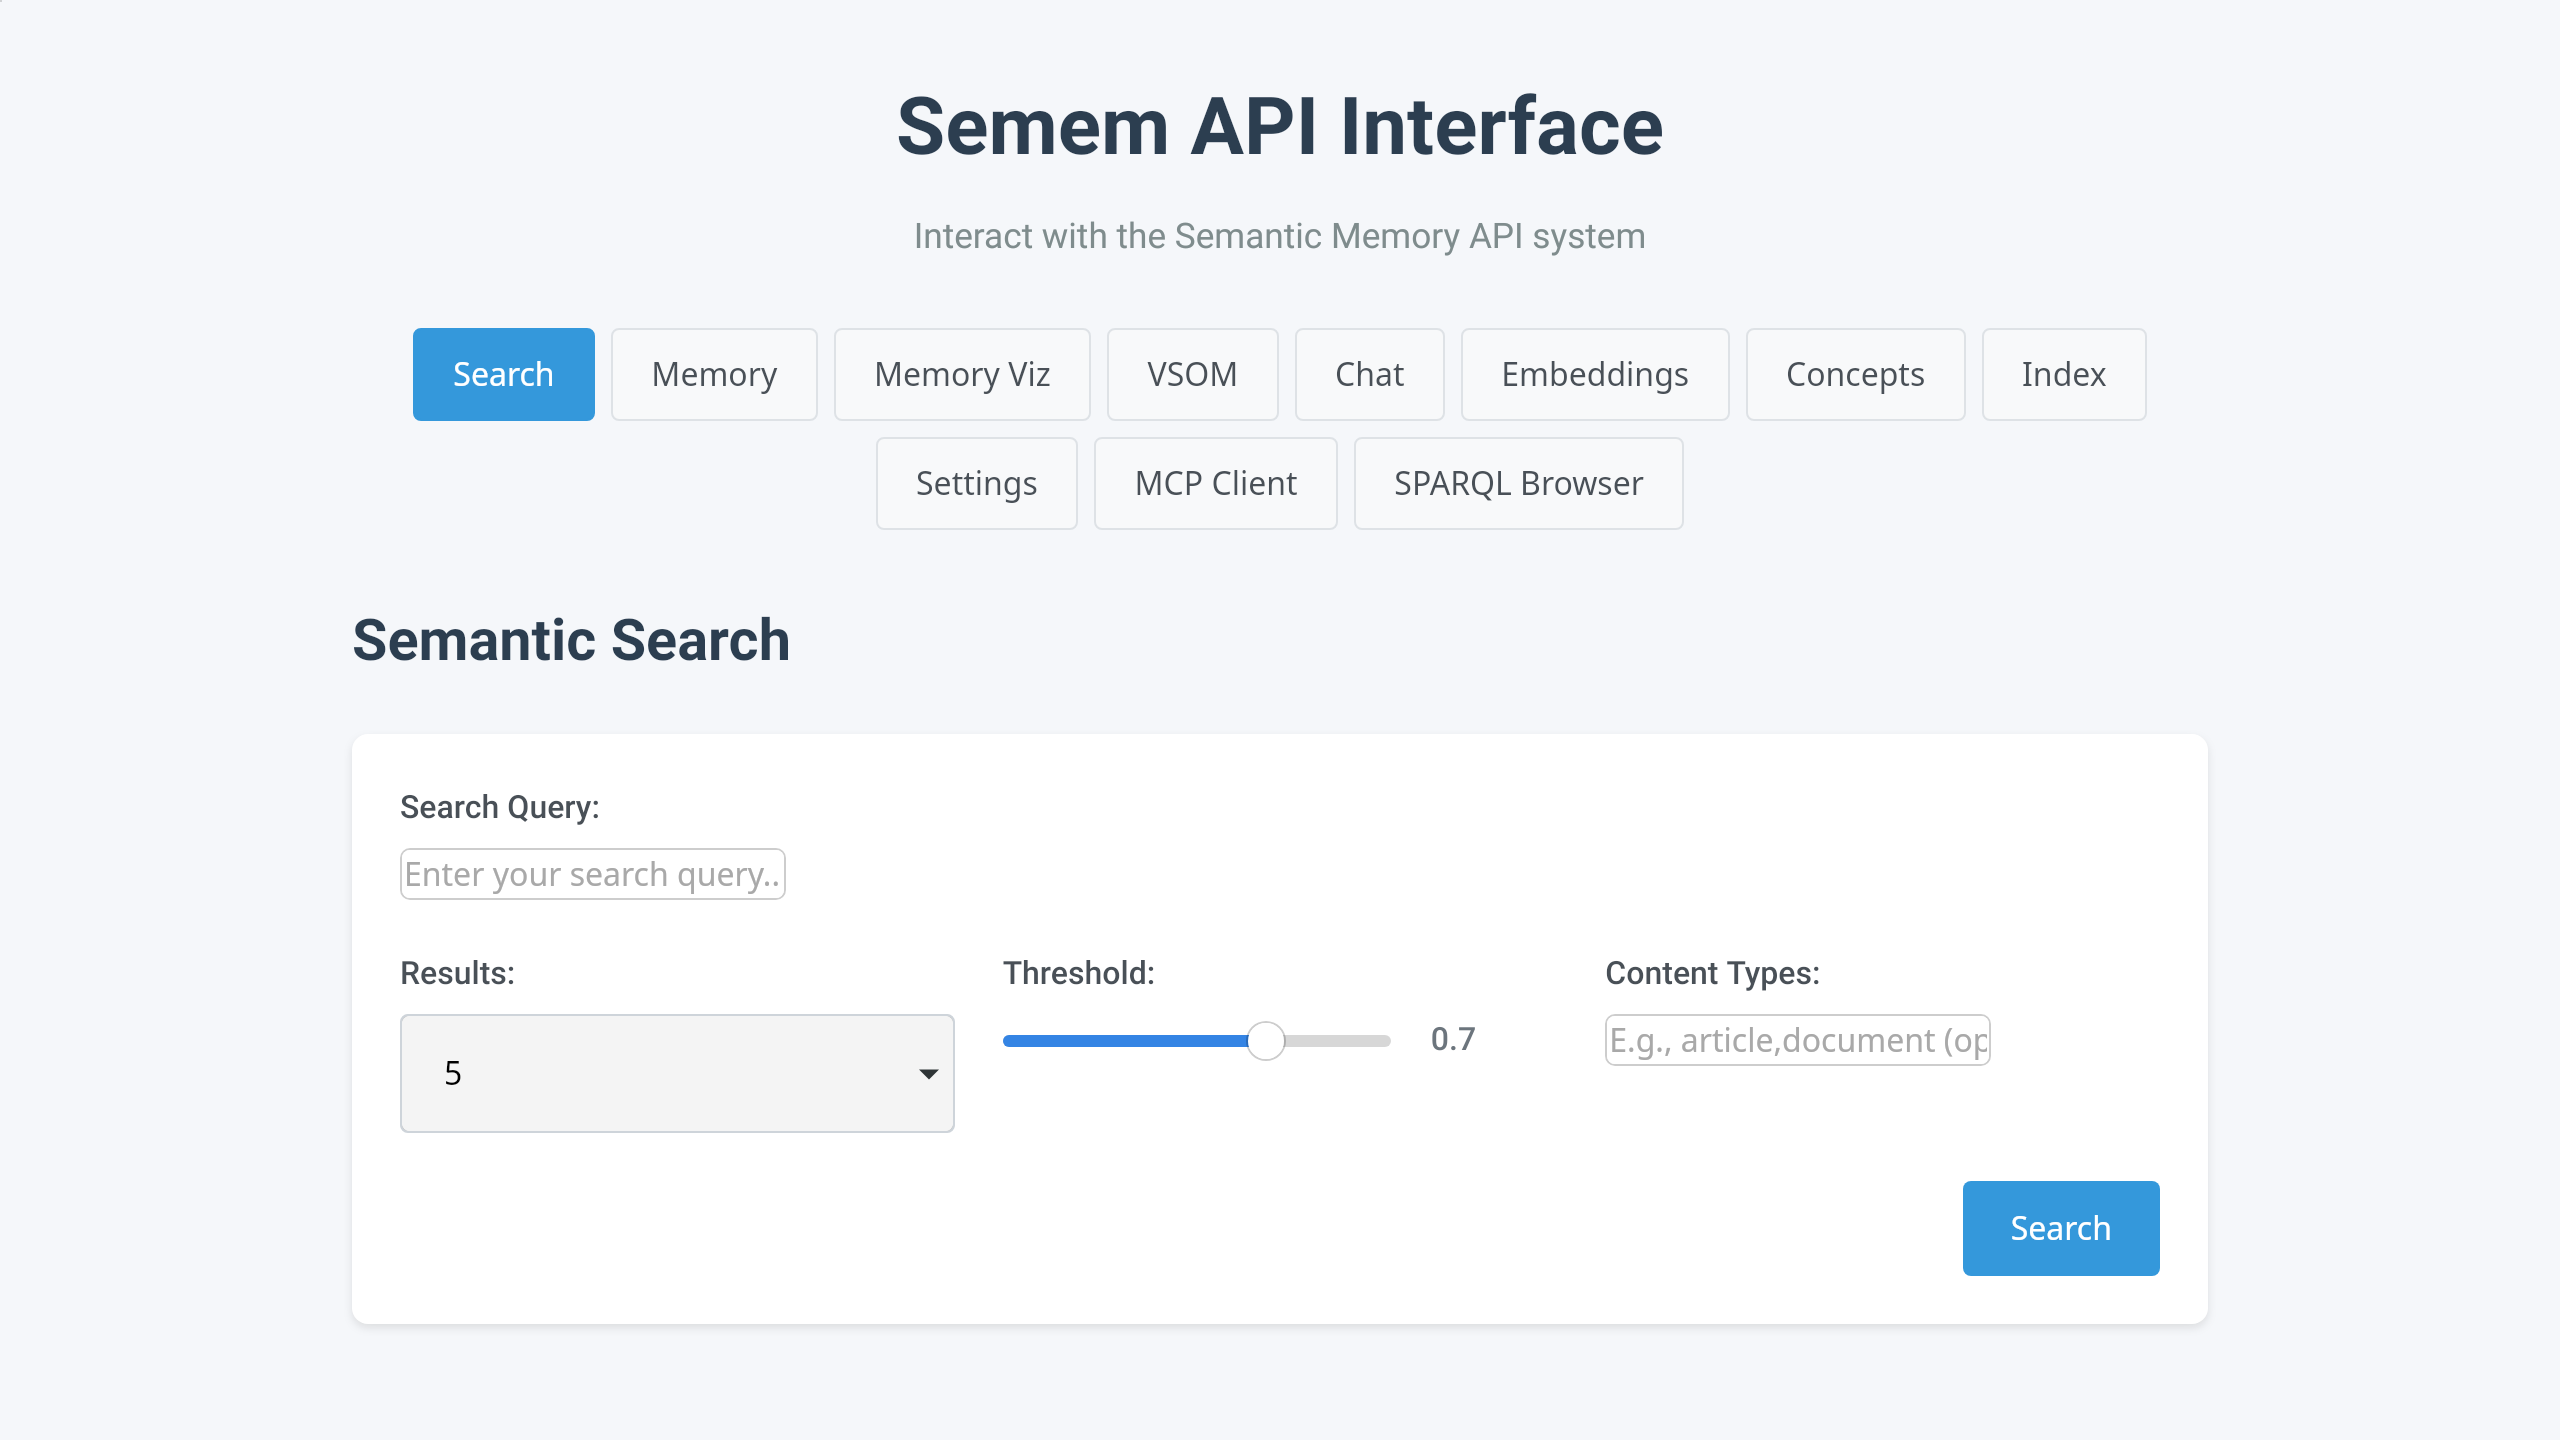 Semem API Interface
Interact with the Semantic Memory API system
Search Memory Memory Viz VSOM Chat Embeddings Concepts Index
Settings MCP Client SPARQL Browser
Semantic Search
Search Query:
Enter your search query..
Results: Threshold: Content Types:
5 0.7 E.g., article,document (op
Search